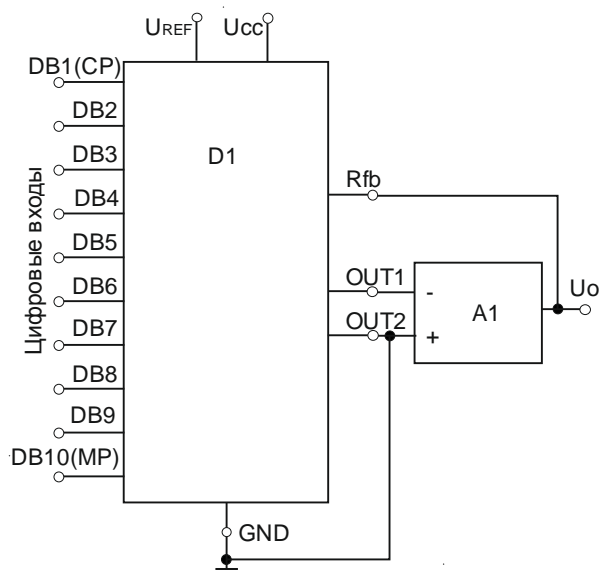 UREF Ucc
DB1(CP)
DB2
DB3
DB4
DB5
DB6
DB7
DB8
DB9
DB10(MP)
Цифровые входы
D1
Rfb
OUT1
OUT2
-
+
A1
Uo
GND